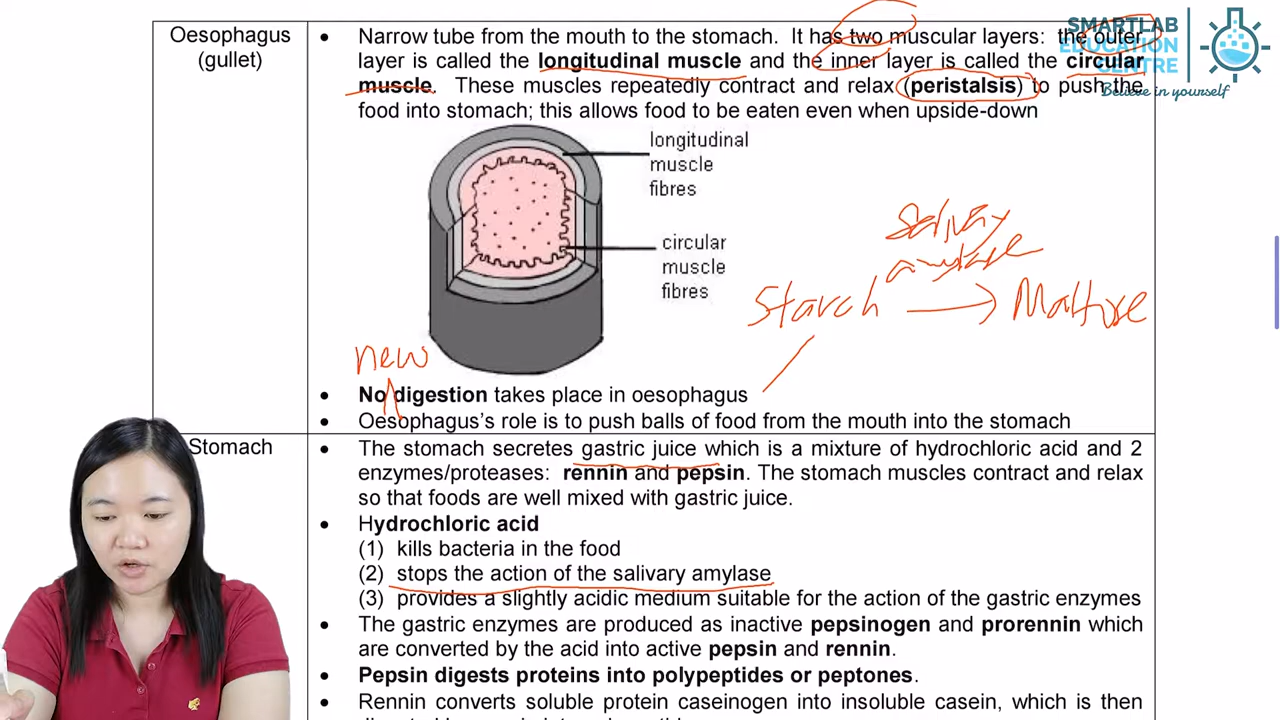 SMARTLAB
EDUCATION
CENTRE
Believe in yourself
Oesophagus
(gullet)
• Narrow tube from the mouth to the stomach. It has two muscular layers: the outer
layer is called the longitudinal muscle and the inner layer is called the circular
muscle. These muscles repeatedly contract and relax (peristalsis) to push the
food into stomach; this allows food to be eaten even when upside-down
longitudinal
muscle
fibres
circular
muscle
fibres
Salivary
amylase
Starch → Maltose
new
• No digestion takes place in oesophagus
• Oesophagus's role is to push balls of food from the mouth into the stomach
Stomach
• The stomach secretes gastric juice which is a mixture of hydrochloric acid and 2
enzymes/proteases: rennin and pepsin. The stomach muscles contract and relax
so that foods are well mixed with gastric juice.
• Hydrochloric acid
(1) kills bacteria in the food
(2) stops the action of the salivary amylase
(3) provides a slightly acidic medium suitable for the action of the gastric enzymes
• The gastric enzymes are produced as inactive pepsinogen and prorennin which
are converted by the acid into active pepsin and rennin.
• Pepsin digests proteins into polypeptides or peptones.
• Rennin converts soluble protein caseinogen into insoluble casein, which is then